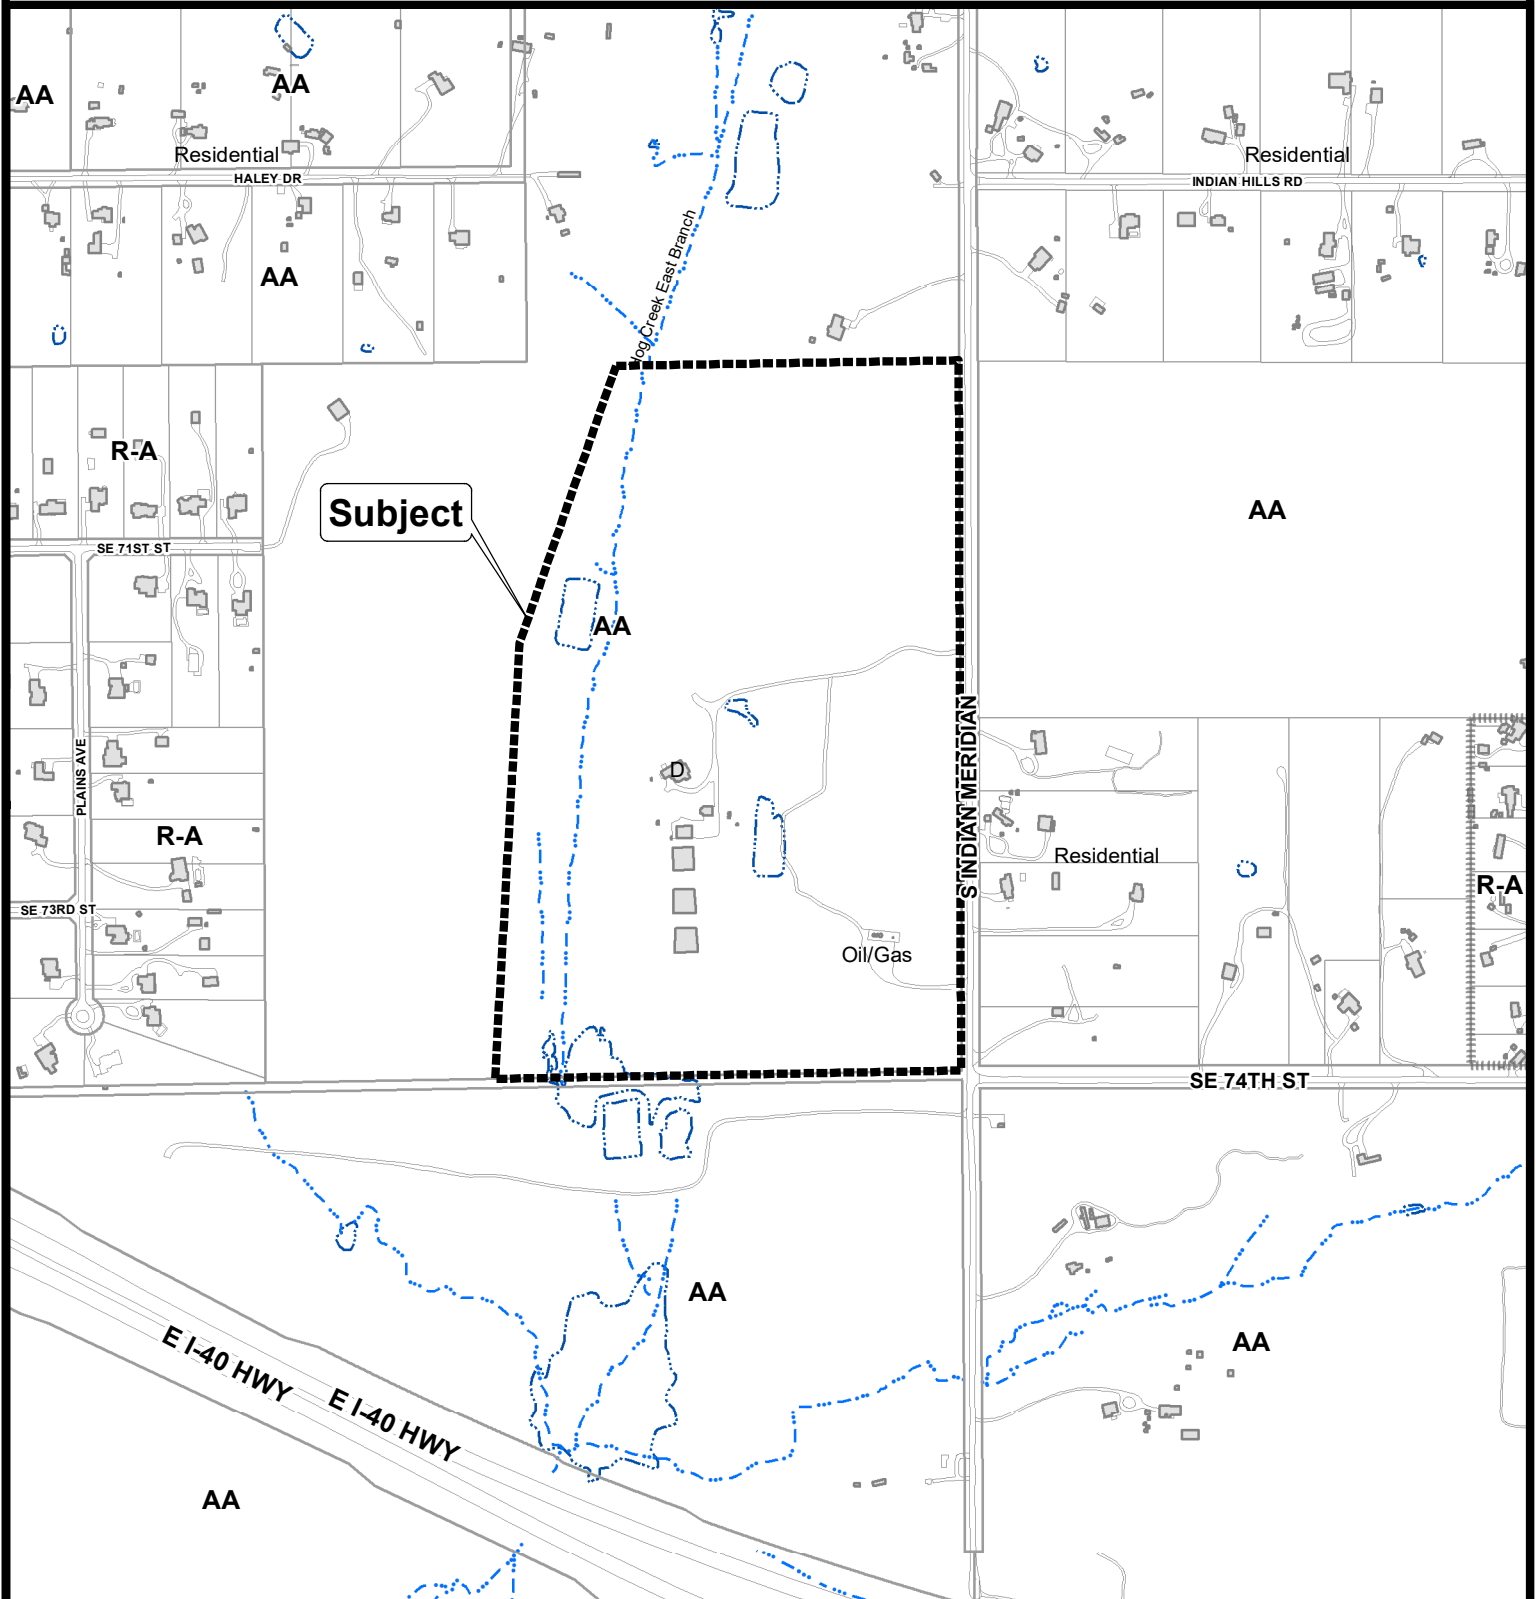 AA
AA
Residential
Residential
HALEY DR
INDIAN HILLS RD
AA
Hog Creek East Branch
R-A
Subject
AA
SE 71ST ST
AA
S INDIAN MERIDIAN
PLAINS AVE
D
R-A
Residential
R-A
SE 73RD ST
Oil/Gas
SE 74TH ST
AA
AA
E I-40 HWY
E I-40 HWY
AA